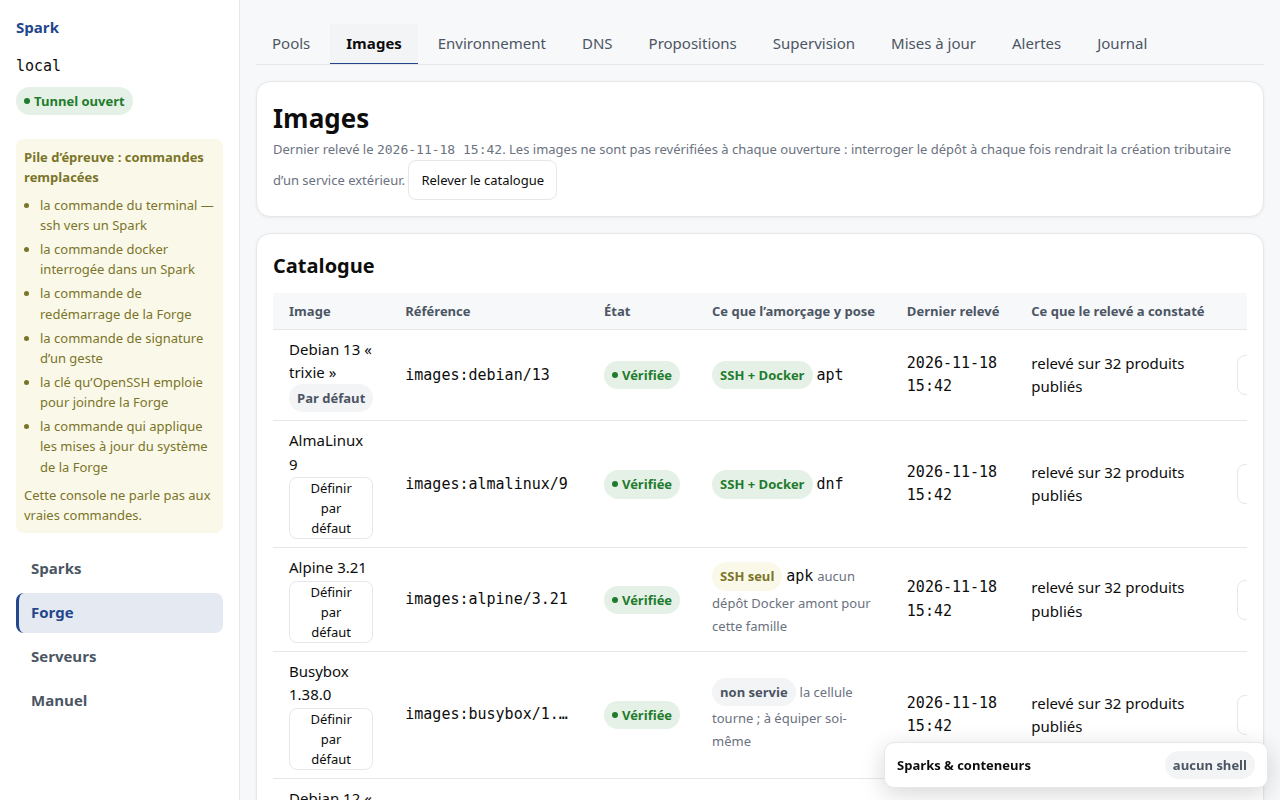 Spark
local
Tunnel ouvert
Pile d’épreuve : commandes
remplacées
la commande du terminal —
ssh vers un Spark
la commande docker
interrogée dans un Spark
la commande de
redémarrage de la Forge
la commande de signature
d’un geste
la clé qu’OpenSSH emploie
pour joindre la Forge
la commande qui applique
les mises à jour du système
de la Forge
Cette console ne parle pas aux
vraies commandes.
Sparks
Forge
Serveurs
Manuel
Pools Images Environnement DNS Propositions Supervision Mises à jour Alertes Journal
Images
Dernier relevé le 2026-11-18 15:42. Les images ne sont pas revérifiées à chaque ouverture : interroger le dépôt à chaque fois rendrait la création tributaire
d’un service extérieur. Relever le catalogue
Catalogue
Image Référence État Ce que l’amorçage y pose Dernier relevé Ce que le relevé a constaté
Debian 13 «
trixie »
Par défaut
images:debian/13
Vérifiée
SSH + Docker apt
2026-11-18
15:42
relevé sur 32 produits
publiés
AlmaLinux
9
Définir
par
défaut
images:almalinux/9
Vérifiée
SSH + Docker dnf
2026-11-18
15:42
relevé sur 32 produits
publiés
Alpine 3.21
Définir
par
défaut
images:alpine/3.21
Vérifiée
SSH seul apk aucun
dépôt Docker amont pour
cette famille
2026-11-18
15:42
relevé sur 32 produits
publiés
Busybox
1.38.0
Définir
par
défaut
images:busybox/1.…
Vérifiée
non servie la cellule
tourne ; à équiper soi-
même
2026-11-18
15:42
relevé sur 32 produits
publiés
Debian 12 «
Sparks & conteneurs aucun shell